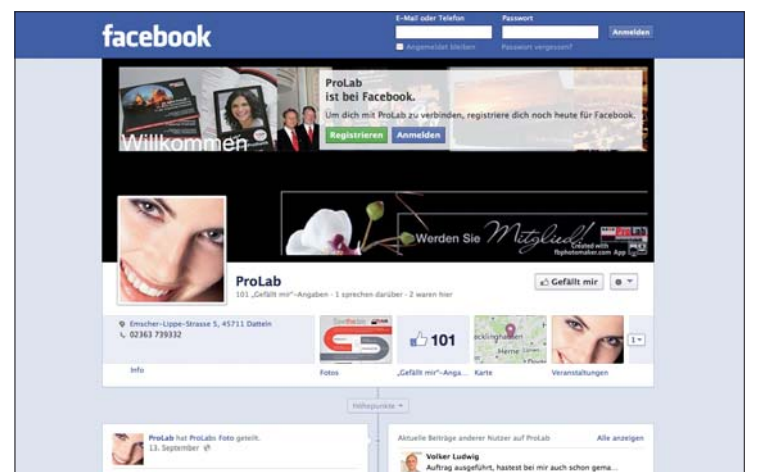 facebook
E-Mail oder Telefon
Passwort
Anmelden
Angemeldet bleiben
Passwort vergessen?
ProLab
ist bei Facebook.
Um dich mit ProLab zu verbinden, registriere dich noch heute für Facebook.
Registrieren Anmelden
Willkommen
Werden Sie Mitglied!
ProLab
Created with
fbphotomaker.com App
ProLab
101 „Gefällt mir“-Angaben · 1 sprechen darüber · 2 waren hier
Gefällt mir
Emscher-Lippe-Strasse 5, 45711 Datteln
02363 739332
101
ecklinghausen
Herne
1
Info
Fotos
„Gefällt mir“-Anga...
Karte
Veranstaltungen
Höhepunkte
ProLab hat ProLabs Foto geteilt.
13. September
Aktuelle Beiträge anderer Nutzer auf ProLab
Alle anzeigen
Volker Ludwig
Auftrag ausgeführt, hastest bei mir auch schon gema...